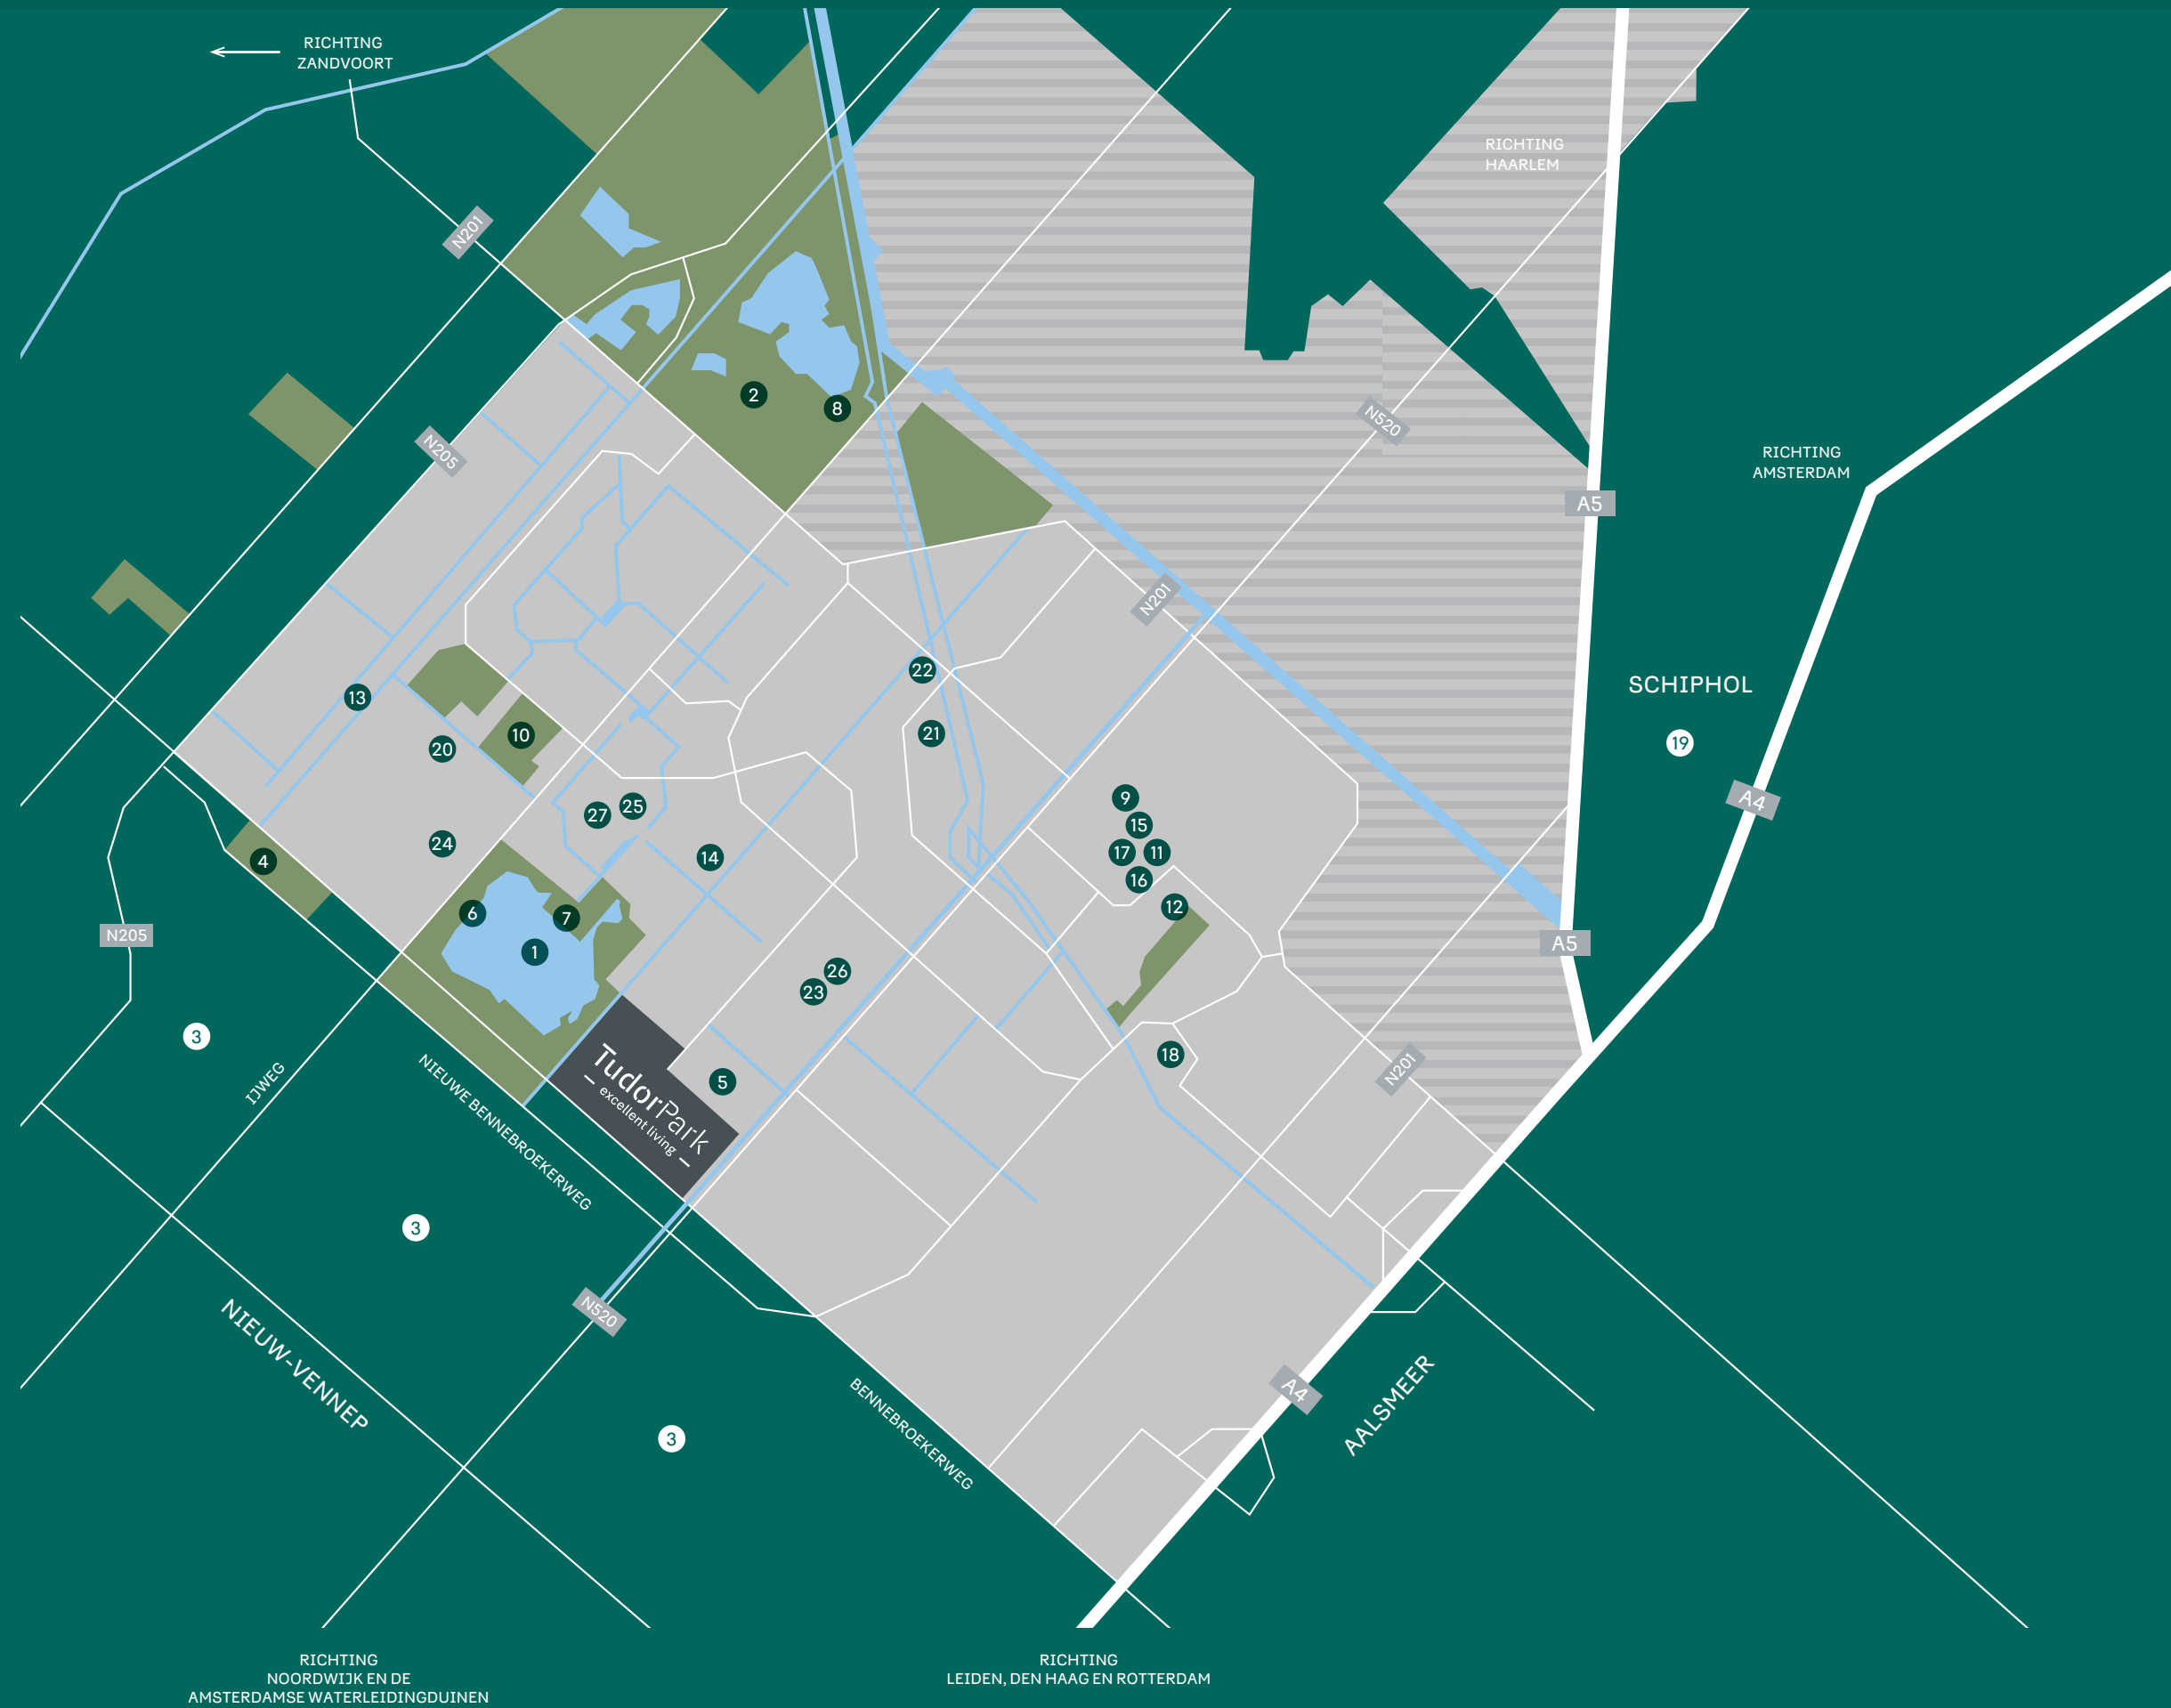 RICHTING
ZANDVOORT
RICHTING
HAARLEM
N201
2
8
N520
N205
RICHTING
AMSTERDAM
A5
N201
22
SCHIPHOL
13
21
19
10
20
9
A4
25
27
15
24
14
17
11
4
16
6
7
12
N205
1
A5
26
23
3
18
IJWEG
NIEUWE BENNEBROEKERWEG
TudorPark
– excellent living –
5
N201
3
N520
NIEUW-VENNEP
A4
AALSMEER
BENNEBROEKERWEG
3
RICHTING
NOORDWIJK EN DE
AMSTERDAMSE WATERLEIDINGDUINEN
RICHTING
LEIDEN, DEN HAAG EN ROTTERDAM